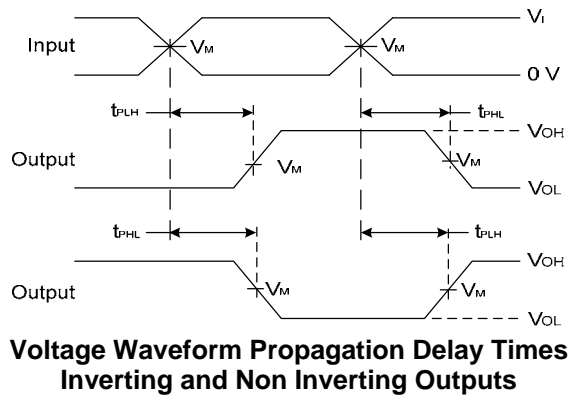 VI
Input VM VM
0 V
tPLH tPHL
VOH
Output VM VM
VOL
tPHL tPLH
VOH
Output VM VM
VOL
Voltage Waveform Propagation Delay Times
Inverting and Non Inverting Outputs